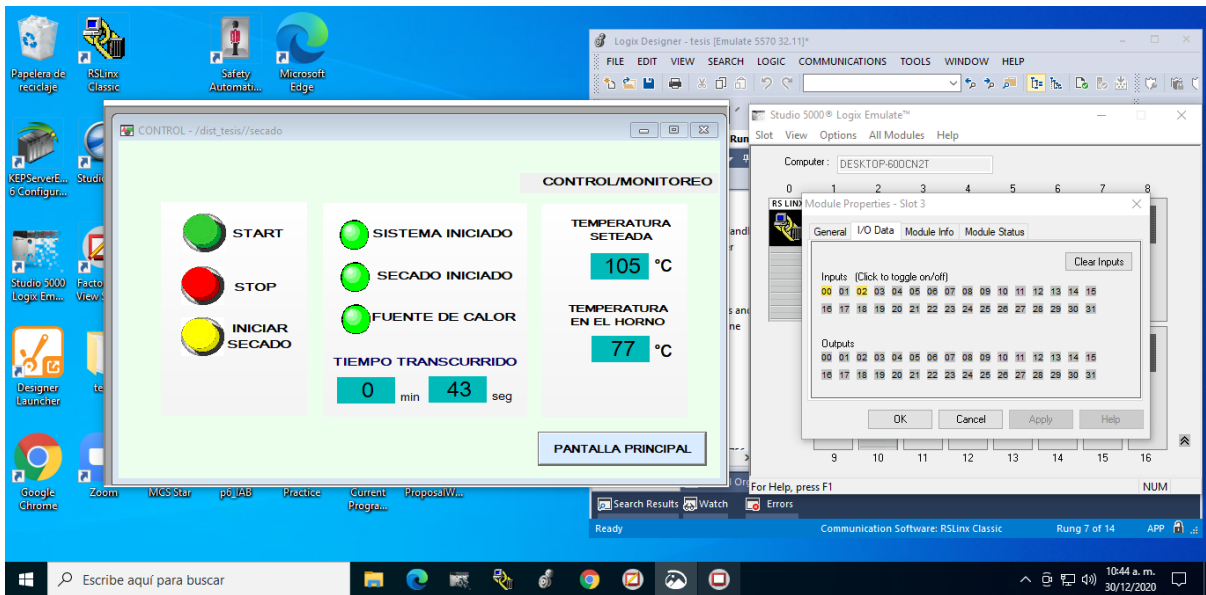 Papelera de
reciclaje
RSLinx
Classic
Safety
Automati...
Microsoft
Edge
KEPServerE...
6 Configur...
Studio 5000
Logix Em...
Facto
View
Designer
Launcher
te
Google
Chrome
Zoom
MCS Star
p6_IAB
Practice
Current
Progra...
ProposalW...
CONTROL - /dist_tesis//secado
CONTROL/MONITOREO
START
STOP
INICIAR
SECADO
SISTEMA INICIADO
SECADO INICIADO
FUENTE DE CALOR
TIEMPO TRANSCURRIDO
0 min 43 seg
TEMPERATURA
SETEADA
105 °C
TEMPERATURA
EN EL HORNO
77 °C
PANTALLA PRINCIPAL
Logix Designer - tesis [Emulate 5570 32.11]*
FILE EDIT VIEW SEARCH LOGIC COMMUNICATIONS TOOLS WINDOW HELP
Run
Studio 5000® Logix Emulate™
Slot View Options All Modules Help
Computer: DESKTOP-60OCN2T
0 1 2 3 4 5 6 7 8
RS LIN
Module Properties - Slot 3
General I/O Data Module Info Module Status
Clear Inputs
Inputs (Click to toggle on/off)
00 01 02 03 04 05 06 07 08 09 10 11 12 13 14 15
16 17 18 19 20 21 22 23 24 25 26 27 28 29 30 31
Outputs
00 01 02 03 04 05 06 07 08 09 10 11 12 13 14 15
16 17 18 19 20 21 22 23 24 25 26 27 28 29 30 31
OK Cancel Apply Help
9 10 11 12 13 14 15 16
For Help, press F1 NUM
Search Results Watch Errors
Ready Communication Software: RSLinx Classic Rung 7 of 14 APP
Escribe aquí para buscar
10:44 a. m.
30/12/2020